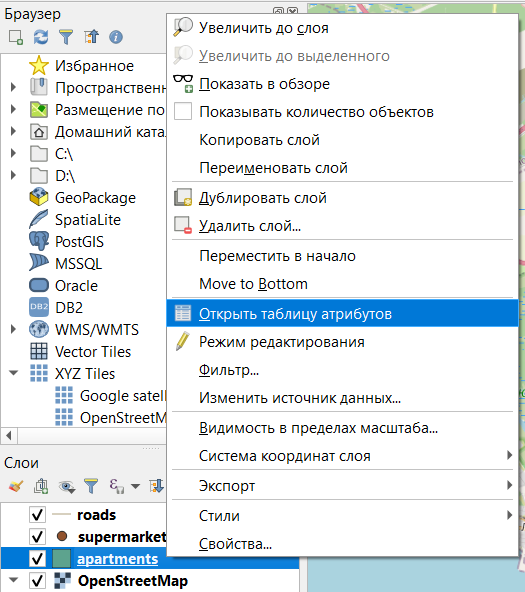 Браузер
Избранное
Пространственн
Размещение по
Домашний ката
C:\
D:\
GeoPackage
SpatiaLite
PostGIS
MSSQL
Oracle
DB2
DB2
WMS/WMTS
Vector Tiles
XYZ Tiles
Google satell
OpenStreetMa
Слои
roads
supermarket
apartments
OpenStreetMap
Увеличить до слоя
Увеличить до выделенного
Показать в обзоре
Показывать количество объектов
Копировать слой
Переименовать слой
Дублировать слой
Удалить слой...
Переместить в начало
Move to Bottom
Открыть таблицу атрибутов
Режим редактирования
Фильтр...
Изменить источник данных...
Видимость в пределах масштаба...
Система координат слоя
Экспорт
Стили
Свойства...